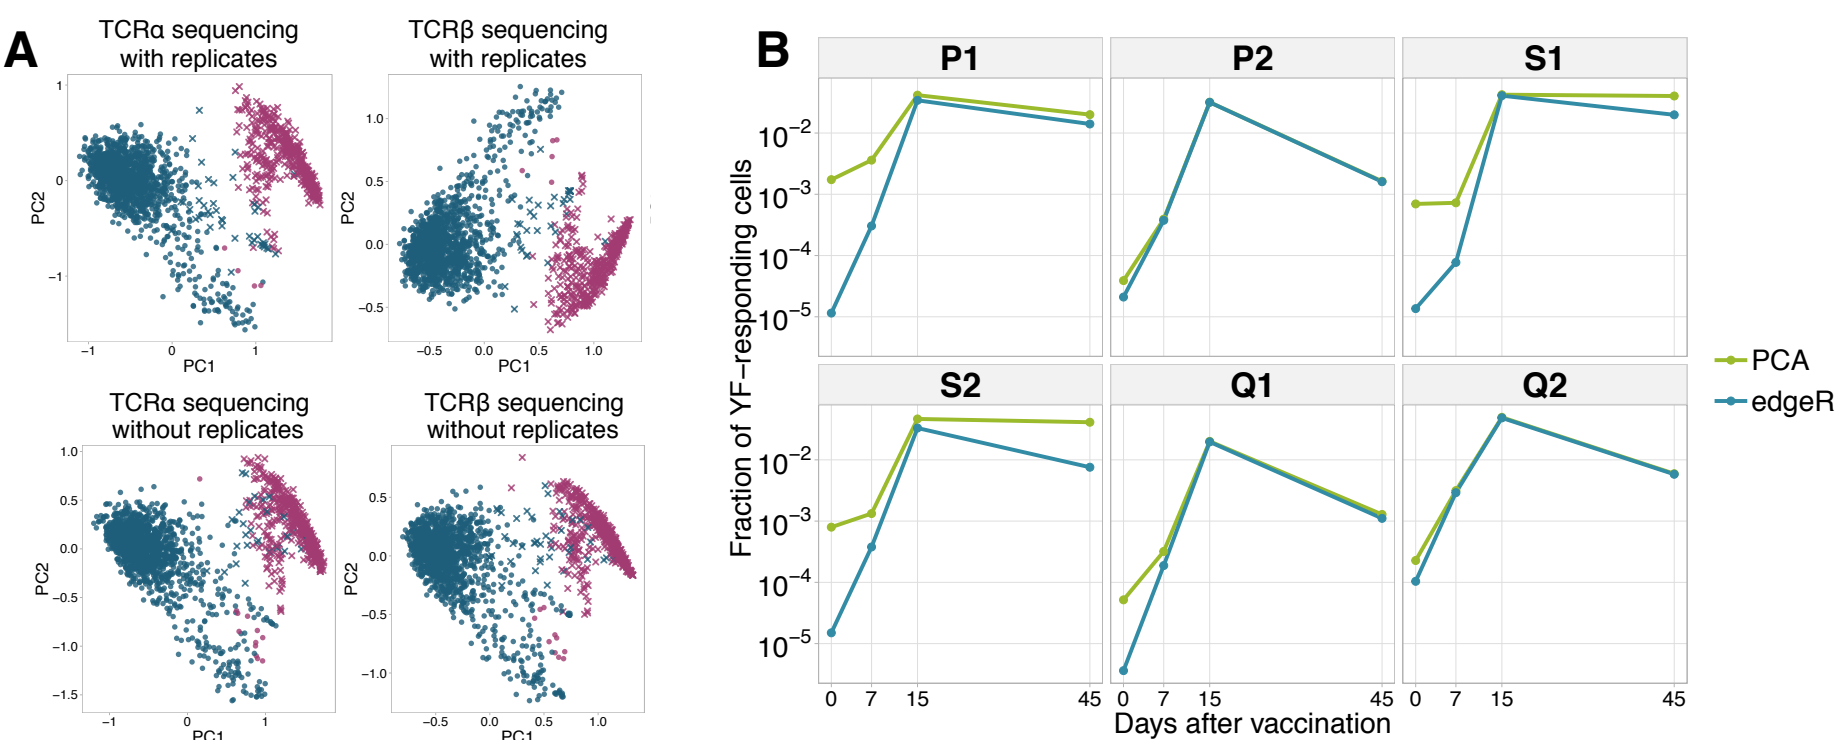 A
TCRα sequencing
with replicates
1
0
−1
PC2
−1 0 1
PC1
TCRβ sequencing
with replicates
1.0
0.5
0.0
−0.5
PC2
−0.5 0.0 0.5 1.0
PC1
TCRα sequencing
without replicates
1.0
0.5
0.0
−0.5
−1.0
−1.5
PC2
−1 0 1
PC1
TCRβ sequencing
without replicates
0.5
0.0
−0.5
−1.0
PC2
−0.5 0.0 0.5 1.0
PC1
B
P1 P2 S1
10−2
10−3
10−4
10−5
Fraction of YF−responding cells
S2 Q1 Q2
10−2
10−3
10−4
10−5
0 7 15 45 0 7 15 45 0 7 15 45
Days after vaccination
PCA
edgeR